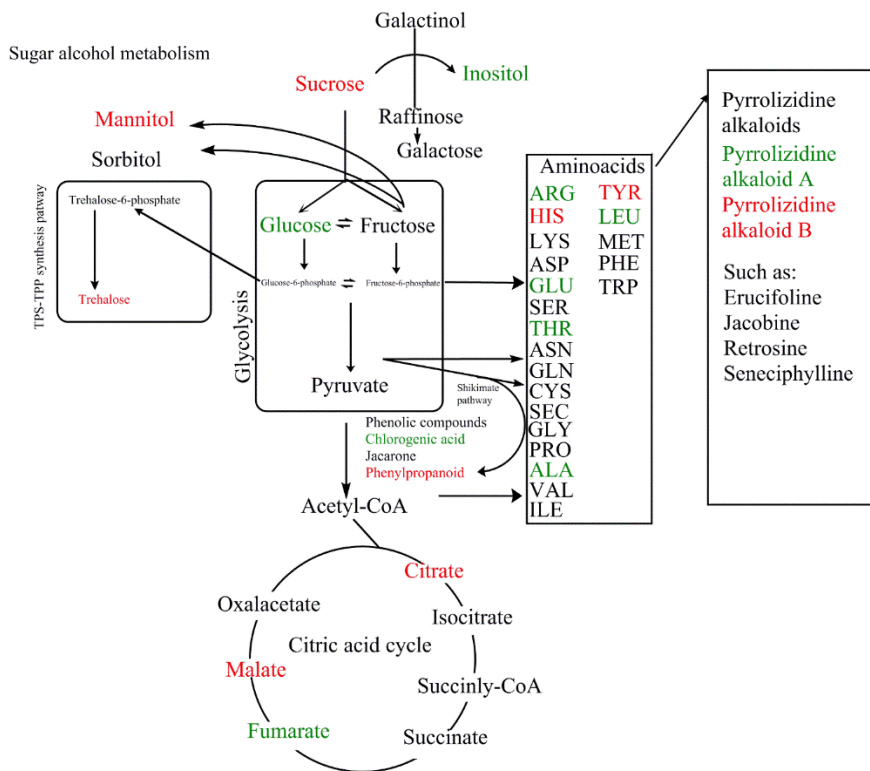 Galactinol
Sugar alcohol metabolism
Sucrose
Inositol
Mannitol
Raffinose
Sorbitol
Galactose
TPS-TPP synthesis patway
Trehalose-6-phosphate
Trehalose
Glycolysis
Glucose ⇌ Fructose
Glucose-6-phosphate ⇌ Fructose-6-phosphate
Pyruvate
Shikimate
pathway
Phenolic compounds
Chlorogenic acid
Jacarone
Phenylpropanoid
Acetyl-CoA
Aminoacids
ARG TYR
HIS LEU
LYS MET
ASP PHE
GLU TRP
SER
THR
ASN
GLN
CYS
SEC
GLY
PRO
ALA
VAL
ILE
Pyrrolizidine
alkaloids
Pyrrolizidine
alkaloid A
Pyrrolizidine
alkaloid B
Such as:
Erucifoline
Jacobine
Retrosine
Seneciphylline
Citrate
Oxalacetate
Isocitrate
Citric acid cycle
Malate
Succinly-CoA
Fumarate
Succinate